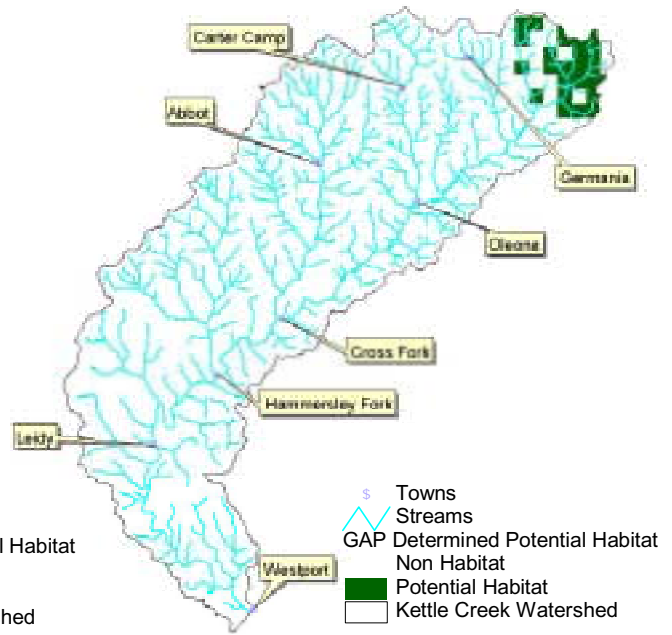 Carter Camp
Abbot
Germania
Oleona
Cross Fork
Hammersley Fork
Leidy
Westport
$ Towns
Streams
GAP Determined Potential Habitat
Non Habitat
Potential Habitat
Kettle Creek Watershed
l Habitat
hed